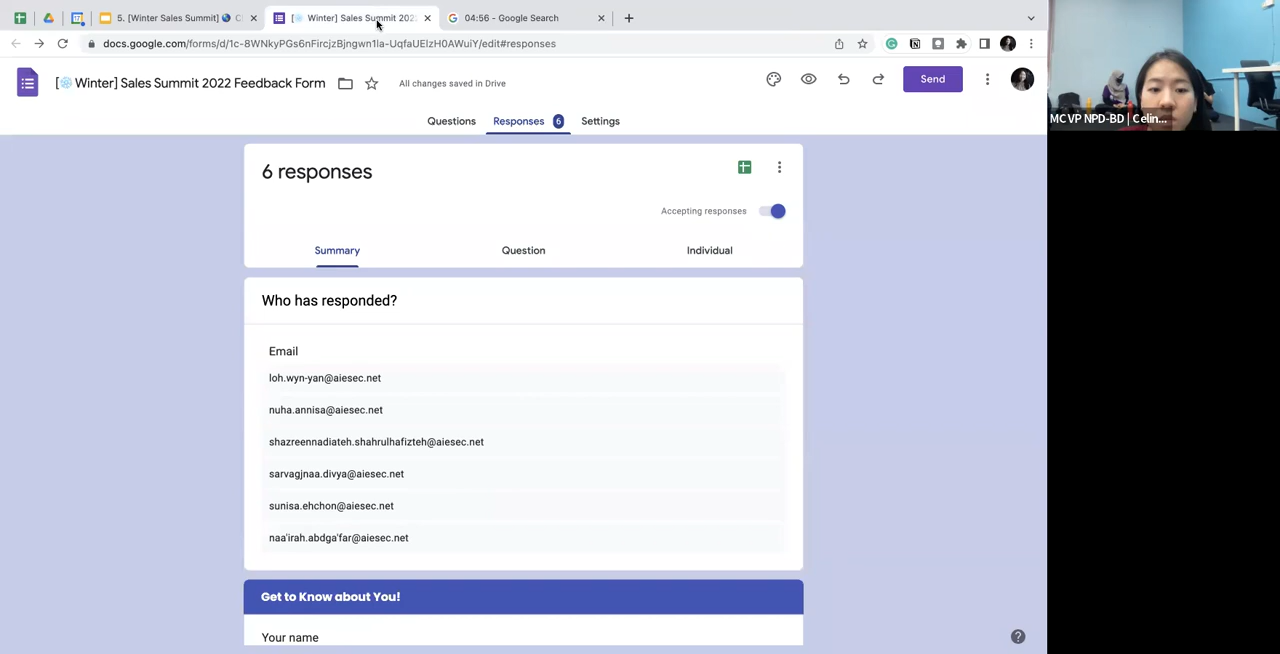 5. [Winter Sales Summit]
[❄️ Winter] Sales Summit 202
04:56 - Google Search
docs.google.com/forms/d/1c-8WNkyPGs6nFircjzBjngwn1la-UqfaUElzH0AWuiY/edit#responses
[❄️Winter] Sales Summit 2022 Feedback Form
All changes saved in Drive
Send
Questions
Responses 6
Settings
6 responses
Accepting responses
Summary
Question
Individual
Who has responded?
Email
loh.wyn-yan@aiesec.net
nuha.annisa@aiesec.net
shazreennadiateh.shahrulhafizteh@aiesec.net
sarvagjnaa.divya@aiesec.net
sunisa.ehchon@aiesec.net
naa'irah.abdga'far@aiesec.net
Get to Know about You!
Your name
MC VP NPD-BD | Celin...